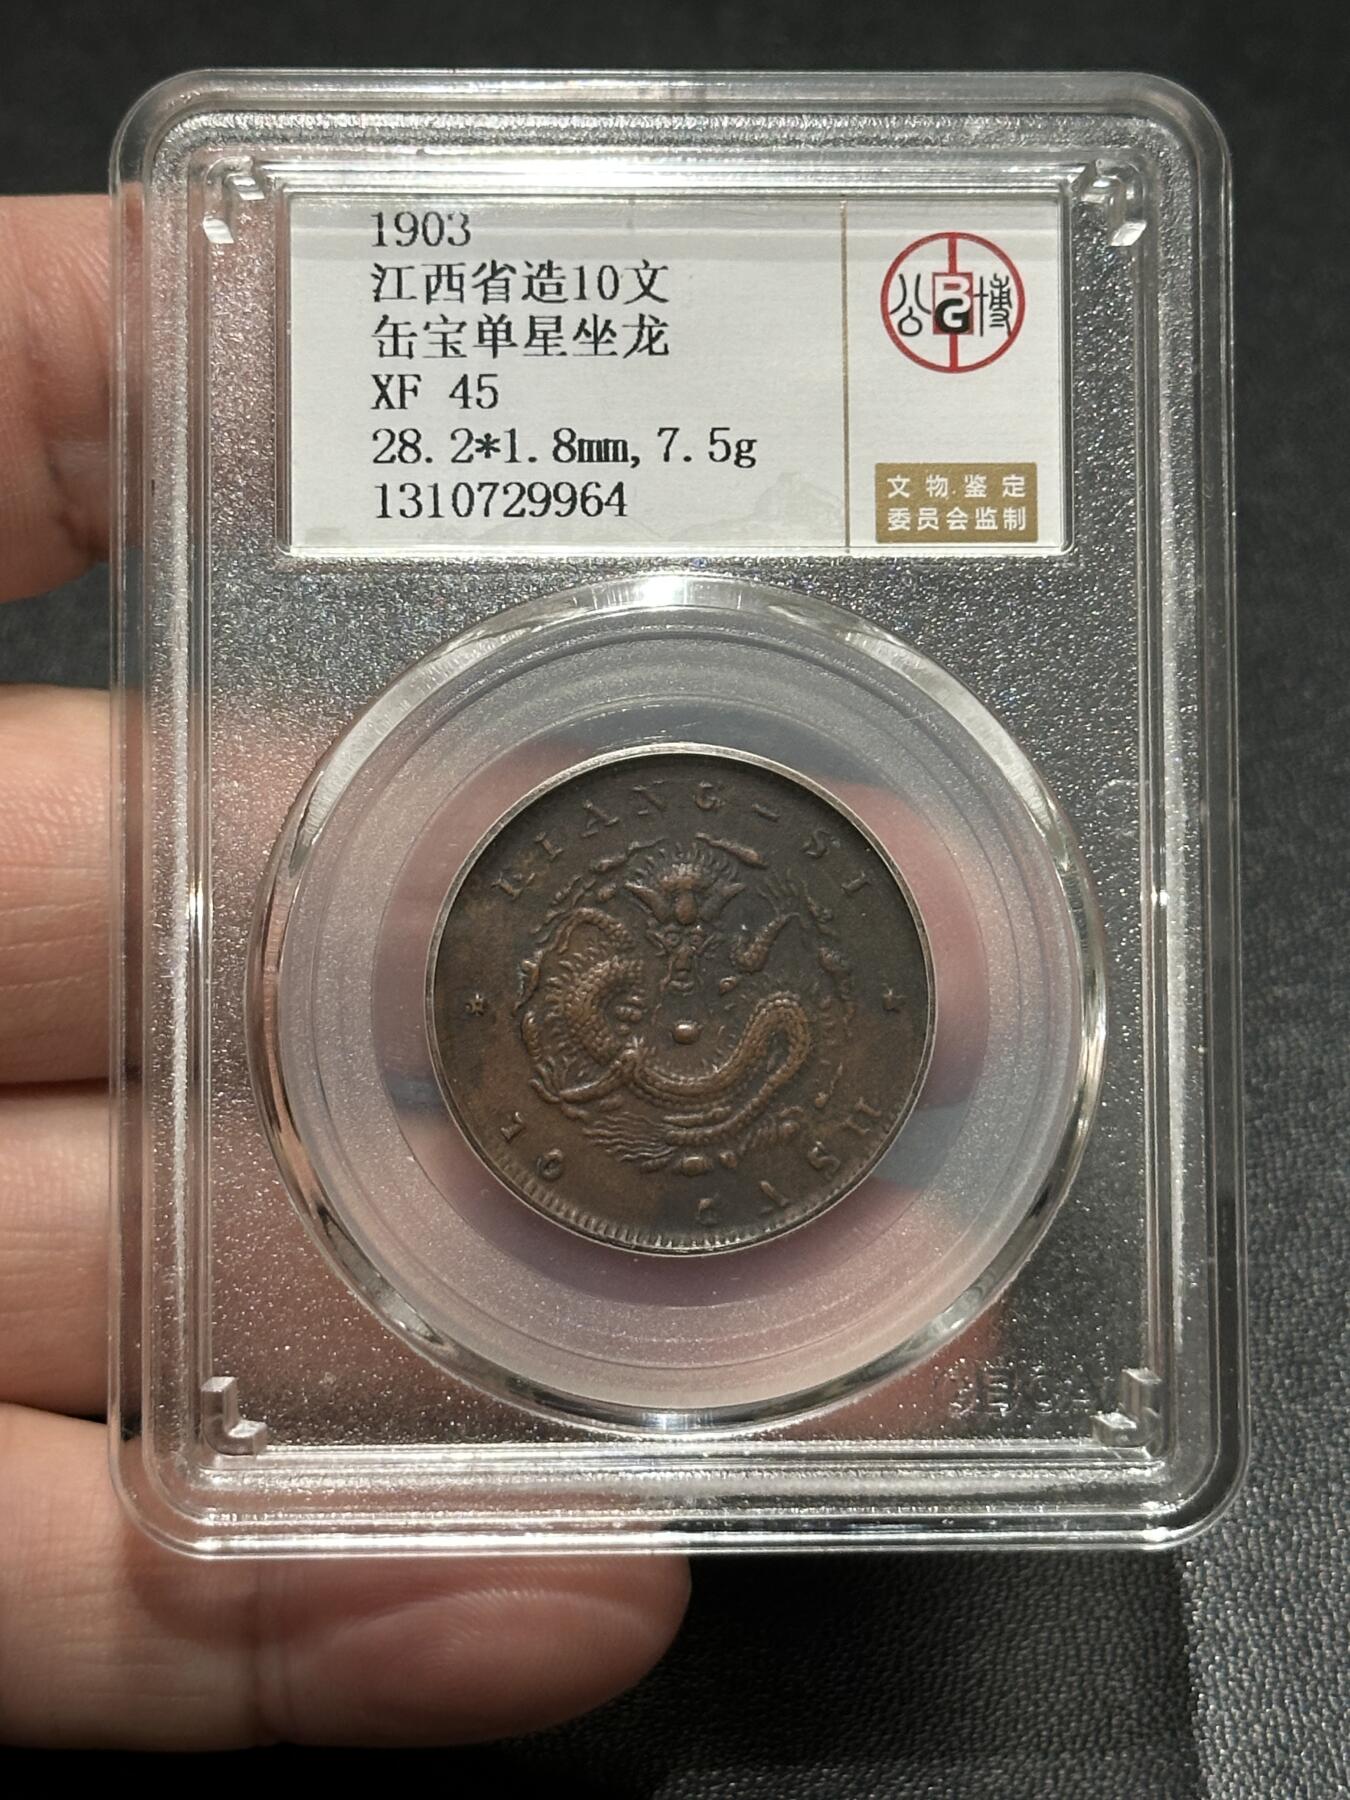 1903
江西省造10文
缶宝单星坐龙
XF 45
28.2*1.8mm,7.5g
1310729964
公 博
文物鉴定
委员会监制
KIANG-SI